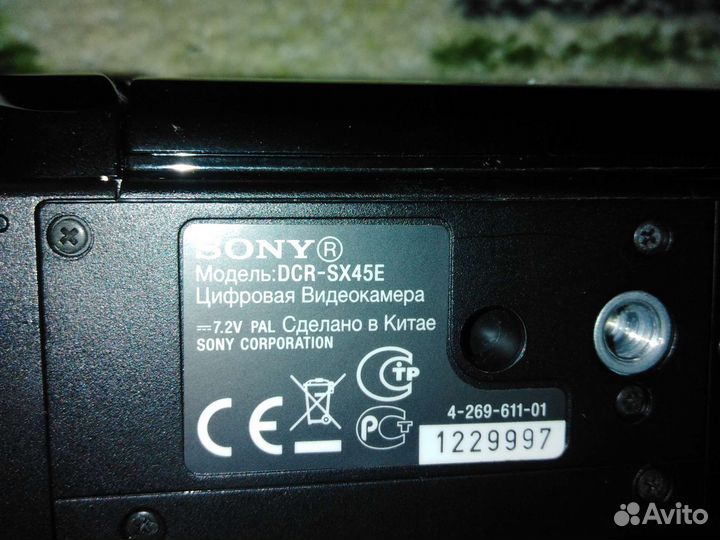 SONY®
Модель:DCR-SX45E
Цифровая Видеокамера
7.2V PAL Сделано в Китае
SONY CORPORATION
CE
PCT
4-269-611-01
1229997
Avito